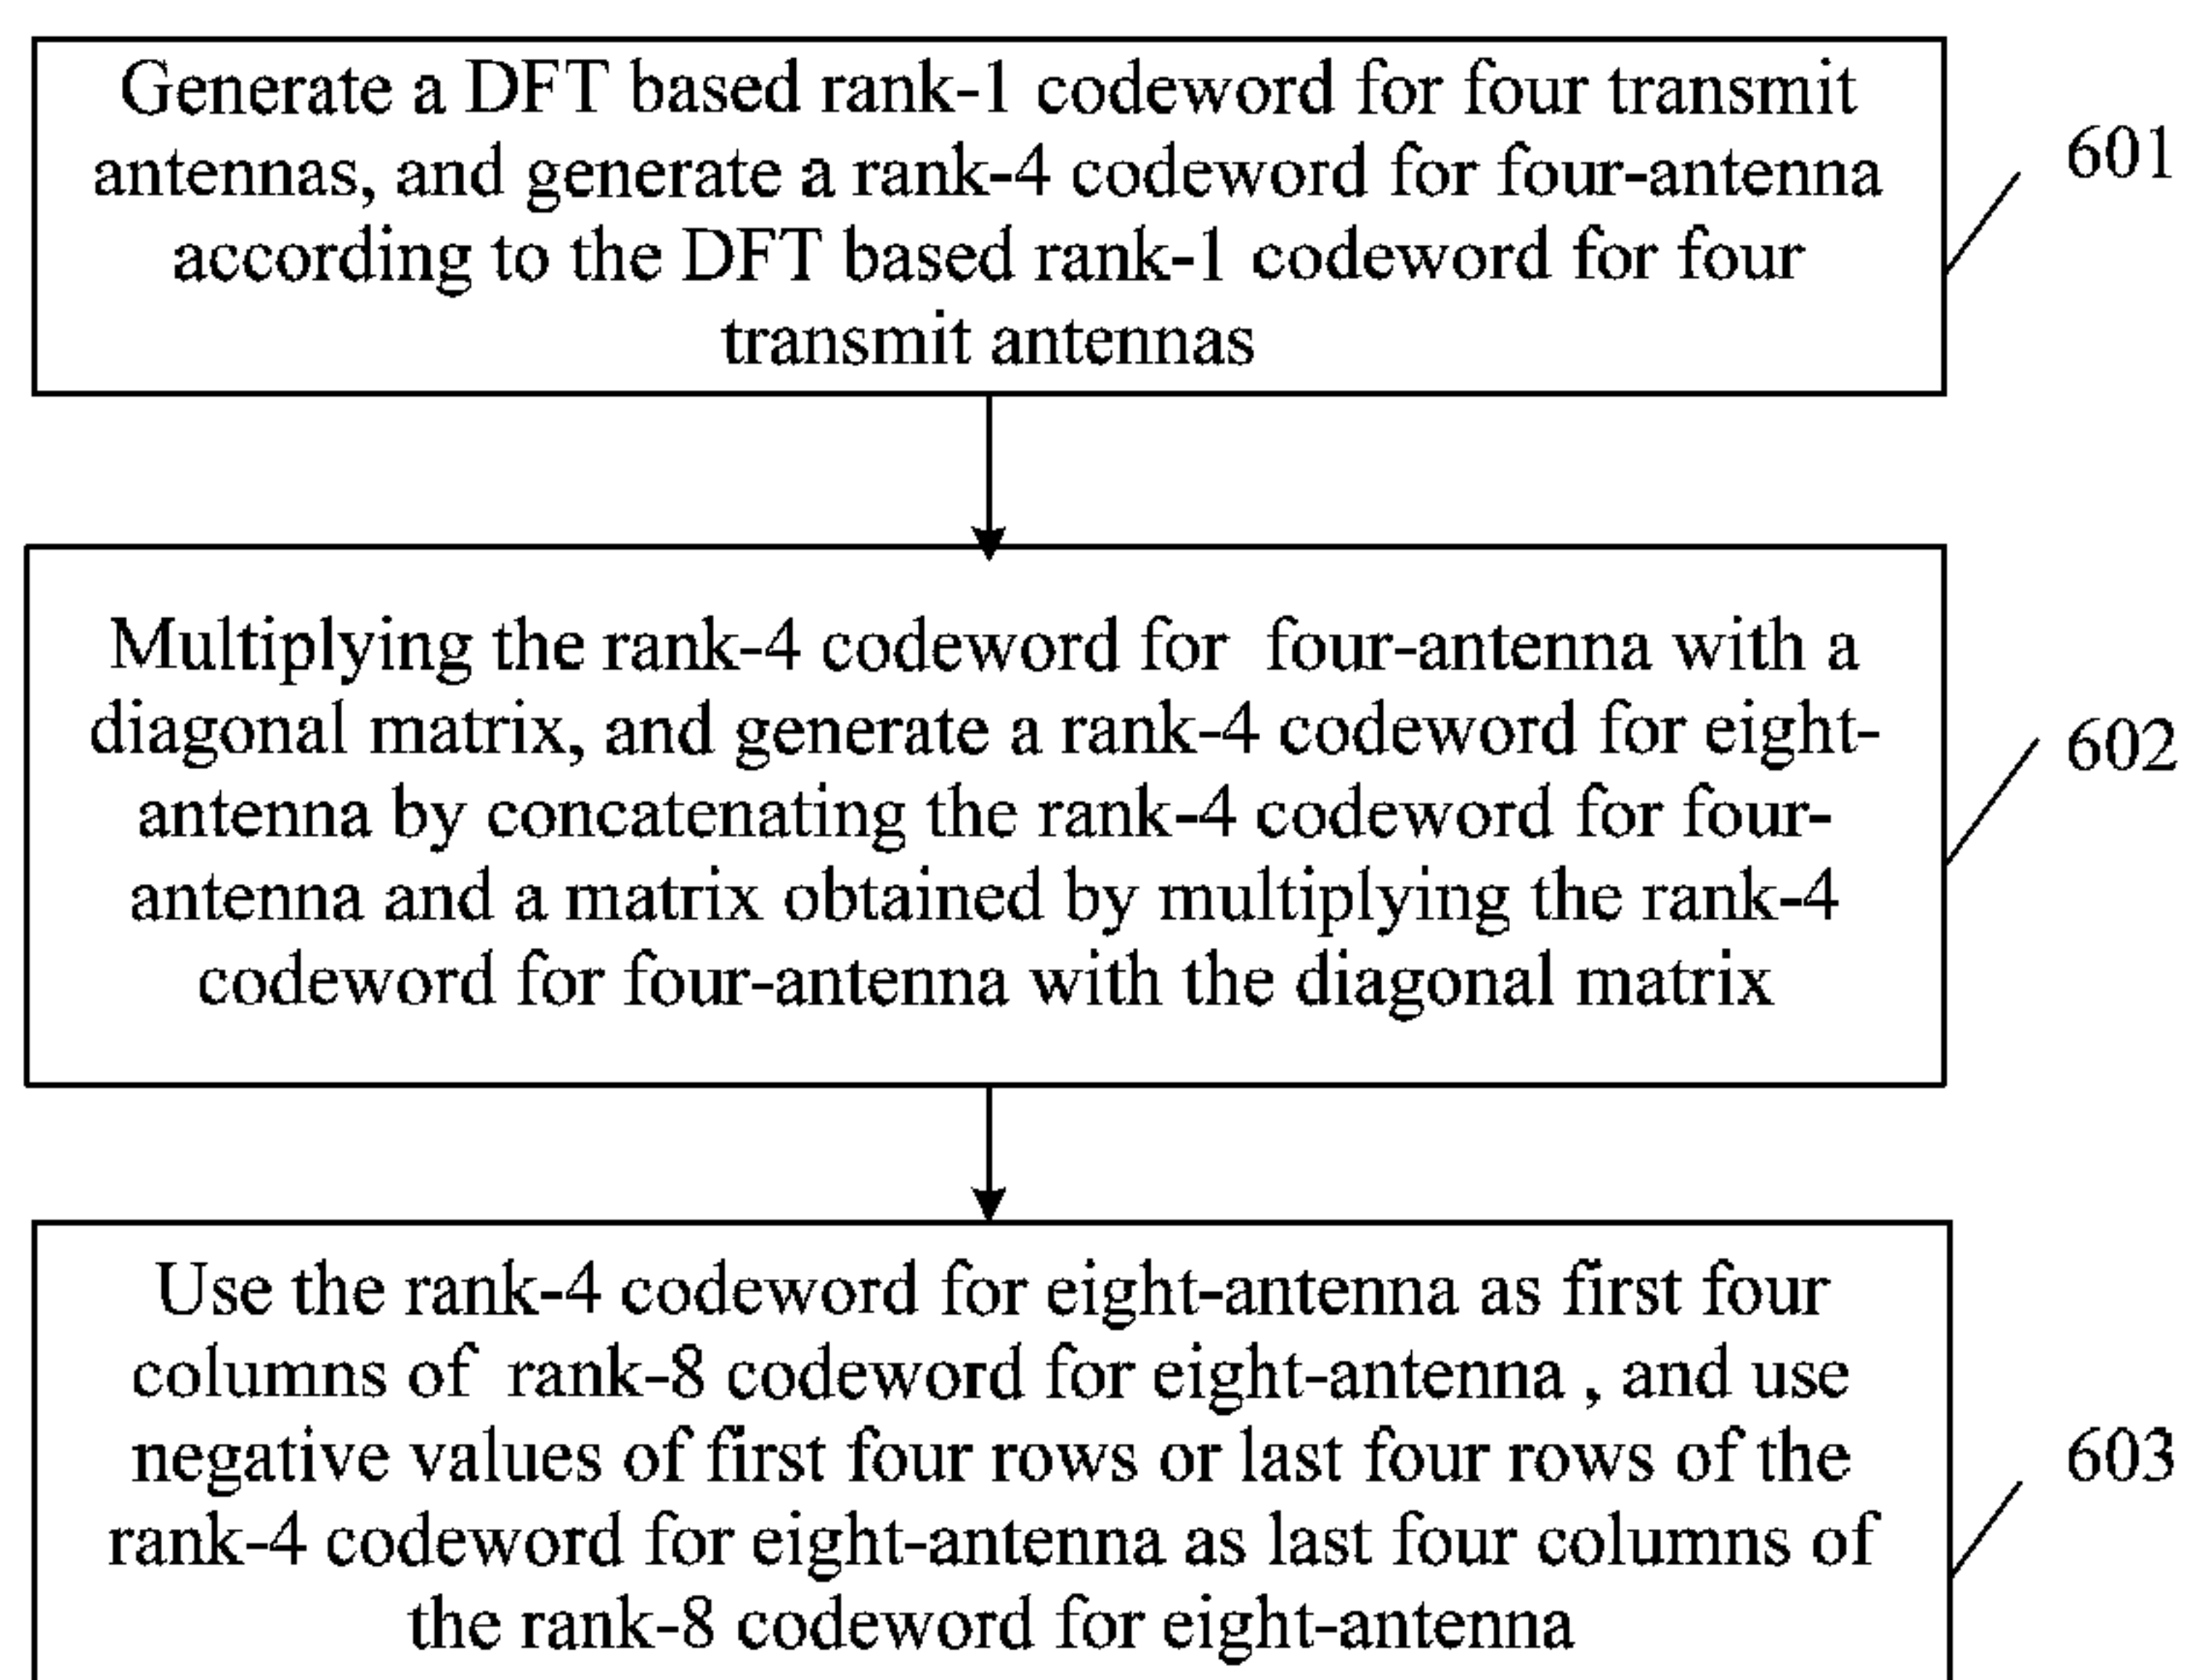 Generate a DFT based rank-1 codeword for four transmit
antennas, and generate a rank-4 codeword for four-antenna
according to the DFT based rank-1 codeword for four
transmit antennas
601
Multiplying the rank-4 codeword for four-antenna with a
diagonal matrix, and generate a rank-4 codeword for eight-
antenna by concatenating the rank-4 codeword for four-
antenna and a matrix obtained by multiplying the rank-4
codeword for four-antenna with the diagonal matrix
602
Use the rank-4 codeword for eight-antenna as first four
columns of rank-8 codeword for eight-antenna , and use
negative values of first four rows or last four rows of the
rank-4 codeword for eight-antenna as last four columns of
the rank-8 codeword for eight-antenna
603